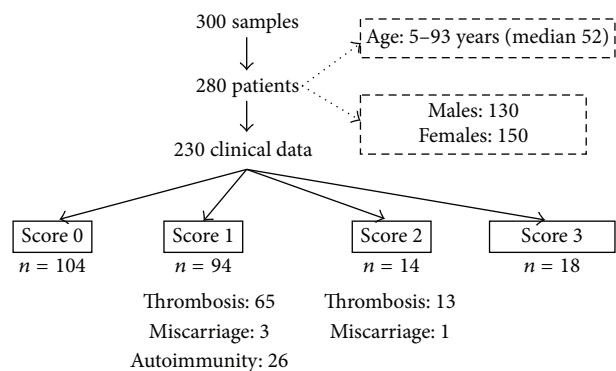 300 samples
Age: 5–93 years (median 52)
280 patients
Males: 130
Females: 150
230 clinical data
Score 0
Score 1
Score 2
Score 3
n = 104
n = 94
n = 14
n = 18
Thrombosis: 65
Thrombosis: 13
Miscarriage: 3
Miscarriage: 1
Autoimmunity: 26